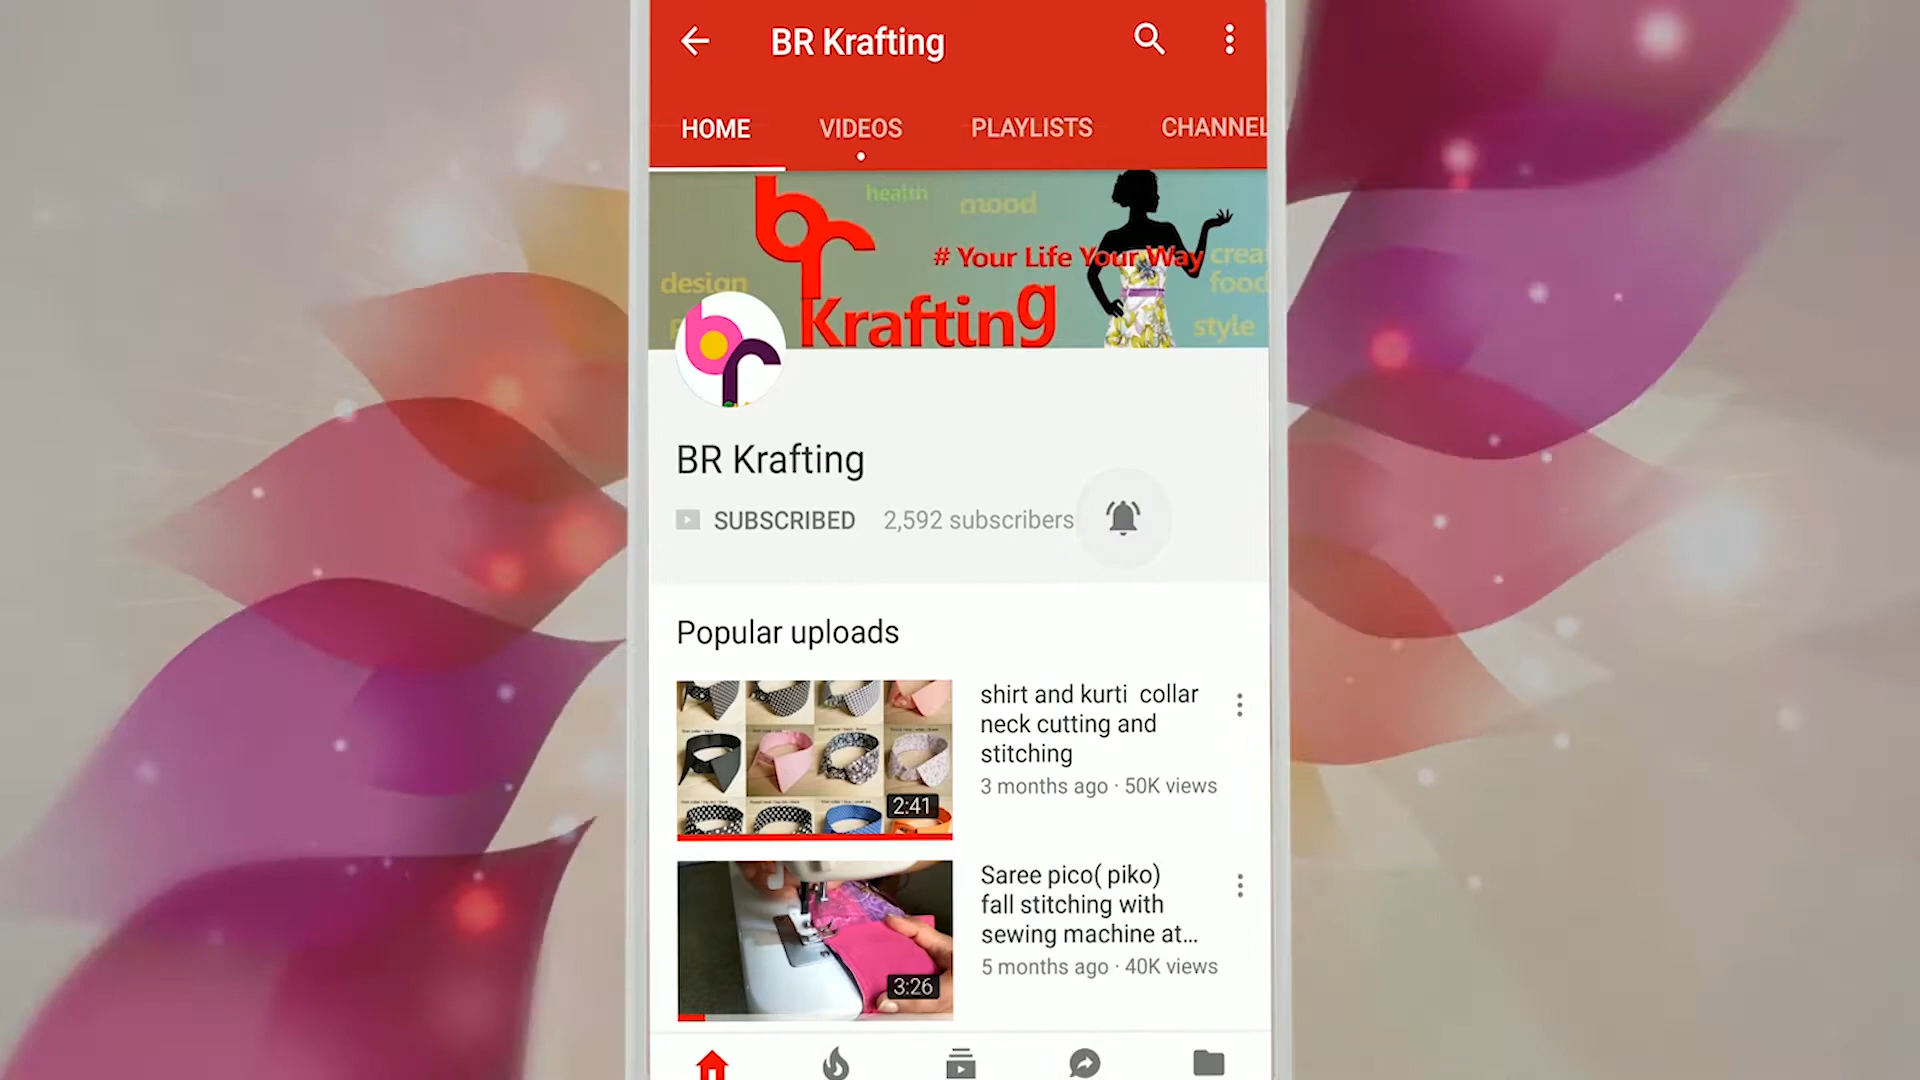 BR Krafting
HOME VIDEOS PLAYLISTS CHANNEL
health
mood
# Your Life Your Way
crea
design
food
br
Krafting
style
br
BR Krafting
SUBSCRIBED 2,592 subscribers
Popular uploads
shirt and kurti collar
neck cutting and
stitching
3 months ago · 50K views
2:41
Saree pico( piko)
fall stitching with
sewing machine at...
5 months ago · 40K views
3:26